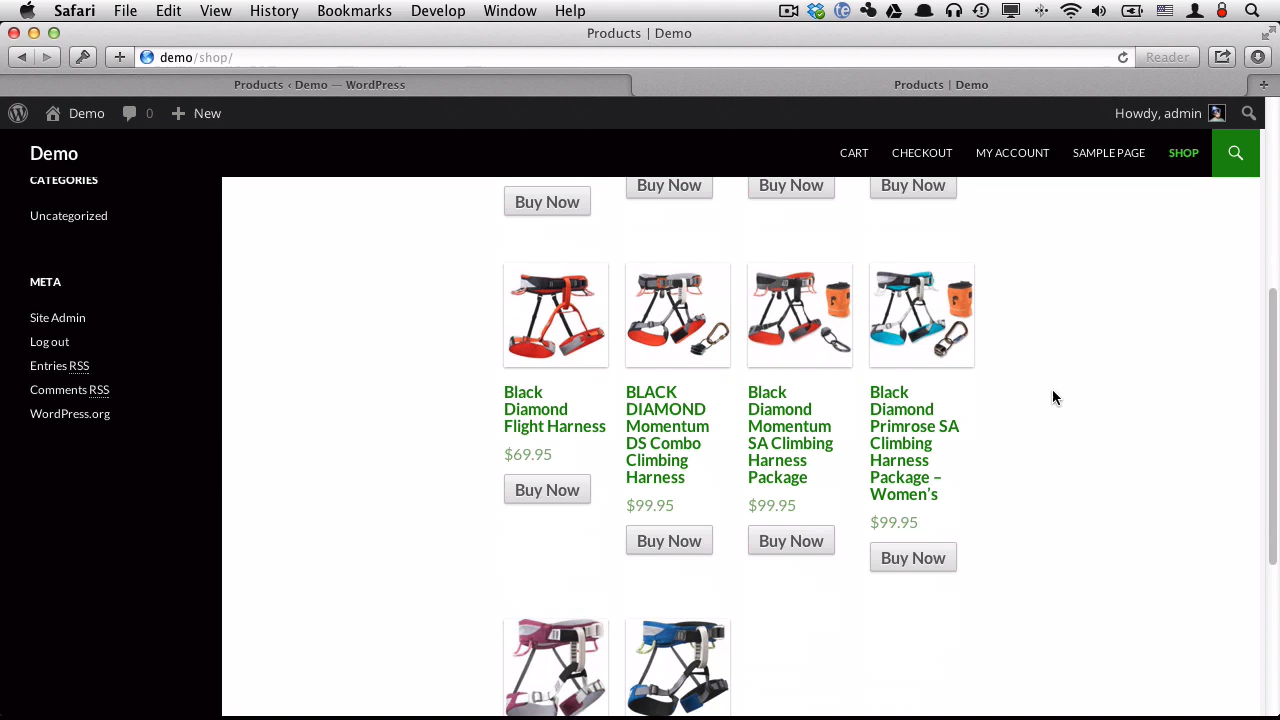 Safari File Edit View History Bookmarks Develop Window Help
Products | Demo
demo/shop/
Reader
Products ‹ Demo — WordPress
Products | Demo
Demo 0 New
Howdy, admin
Demo
CART CHECKOUT MY ACCOUNT SAMPLE PAGE SHOP
CATEGORIES
Uncategorized
META
Site Admin
Log out
Entries RSS
Comments RSS
WordPress.org
Buy Now
Buy Now
Buy Now
Buy Now
Black
Diamond
Flight Harness
$69.95
Buy Now
BLACK
DIAMOND
Momentum
DS Combo
Climbing
Harness
$99.95
Buy Now
Black
Diamond
Momentum
SA Climbing
Harness
Package
$99.95
Buy Now
Black
Diamond
Primrose SA
Climbing
Harness
Package –
Women's
$99.95
Buy Now